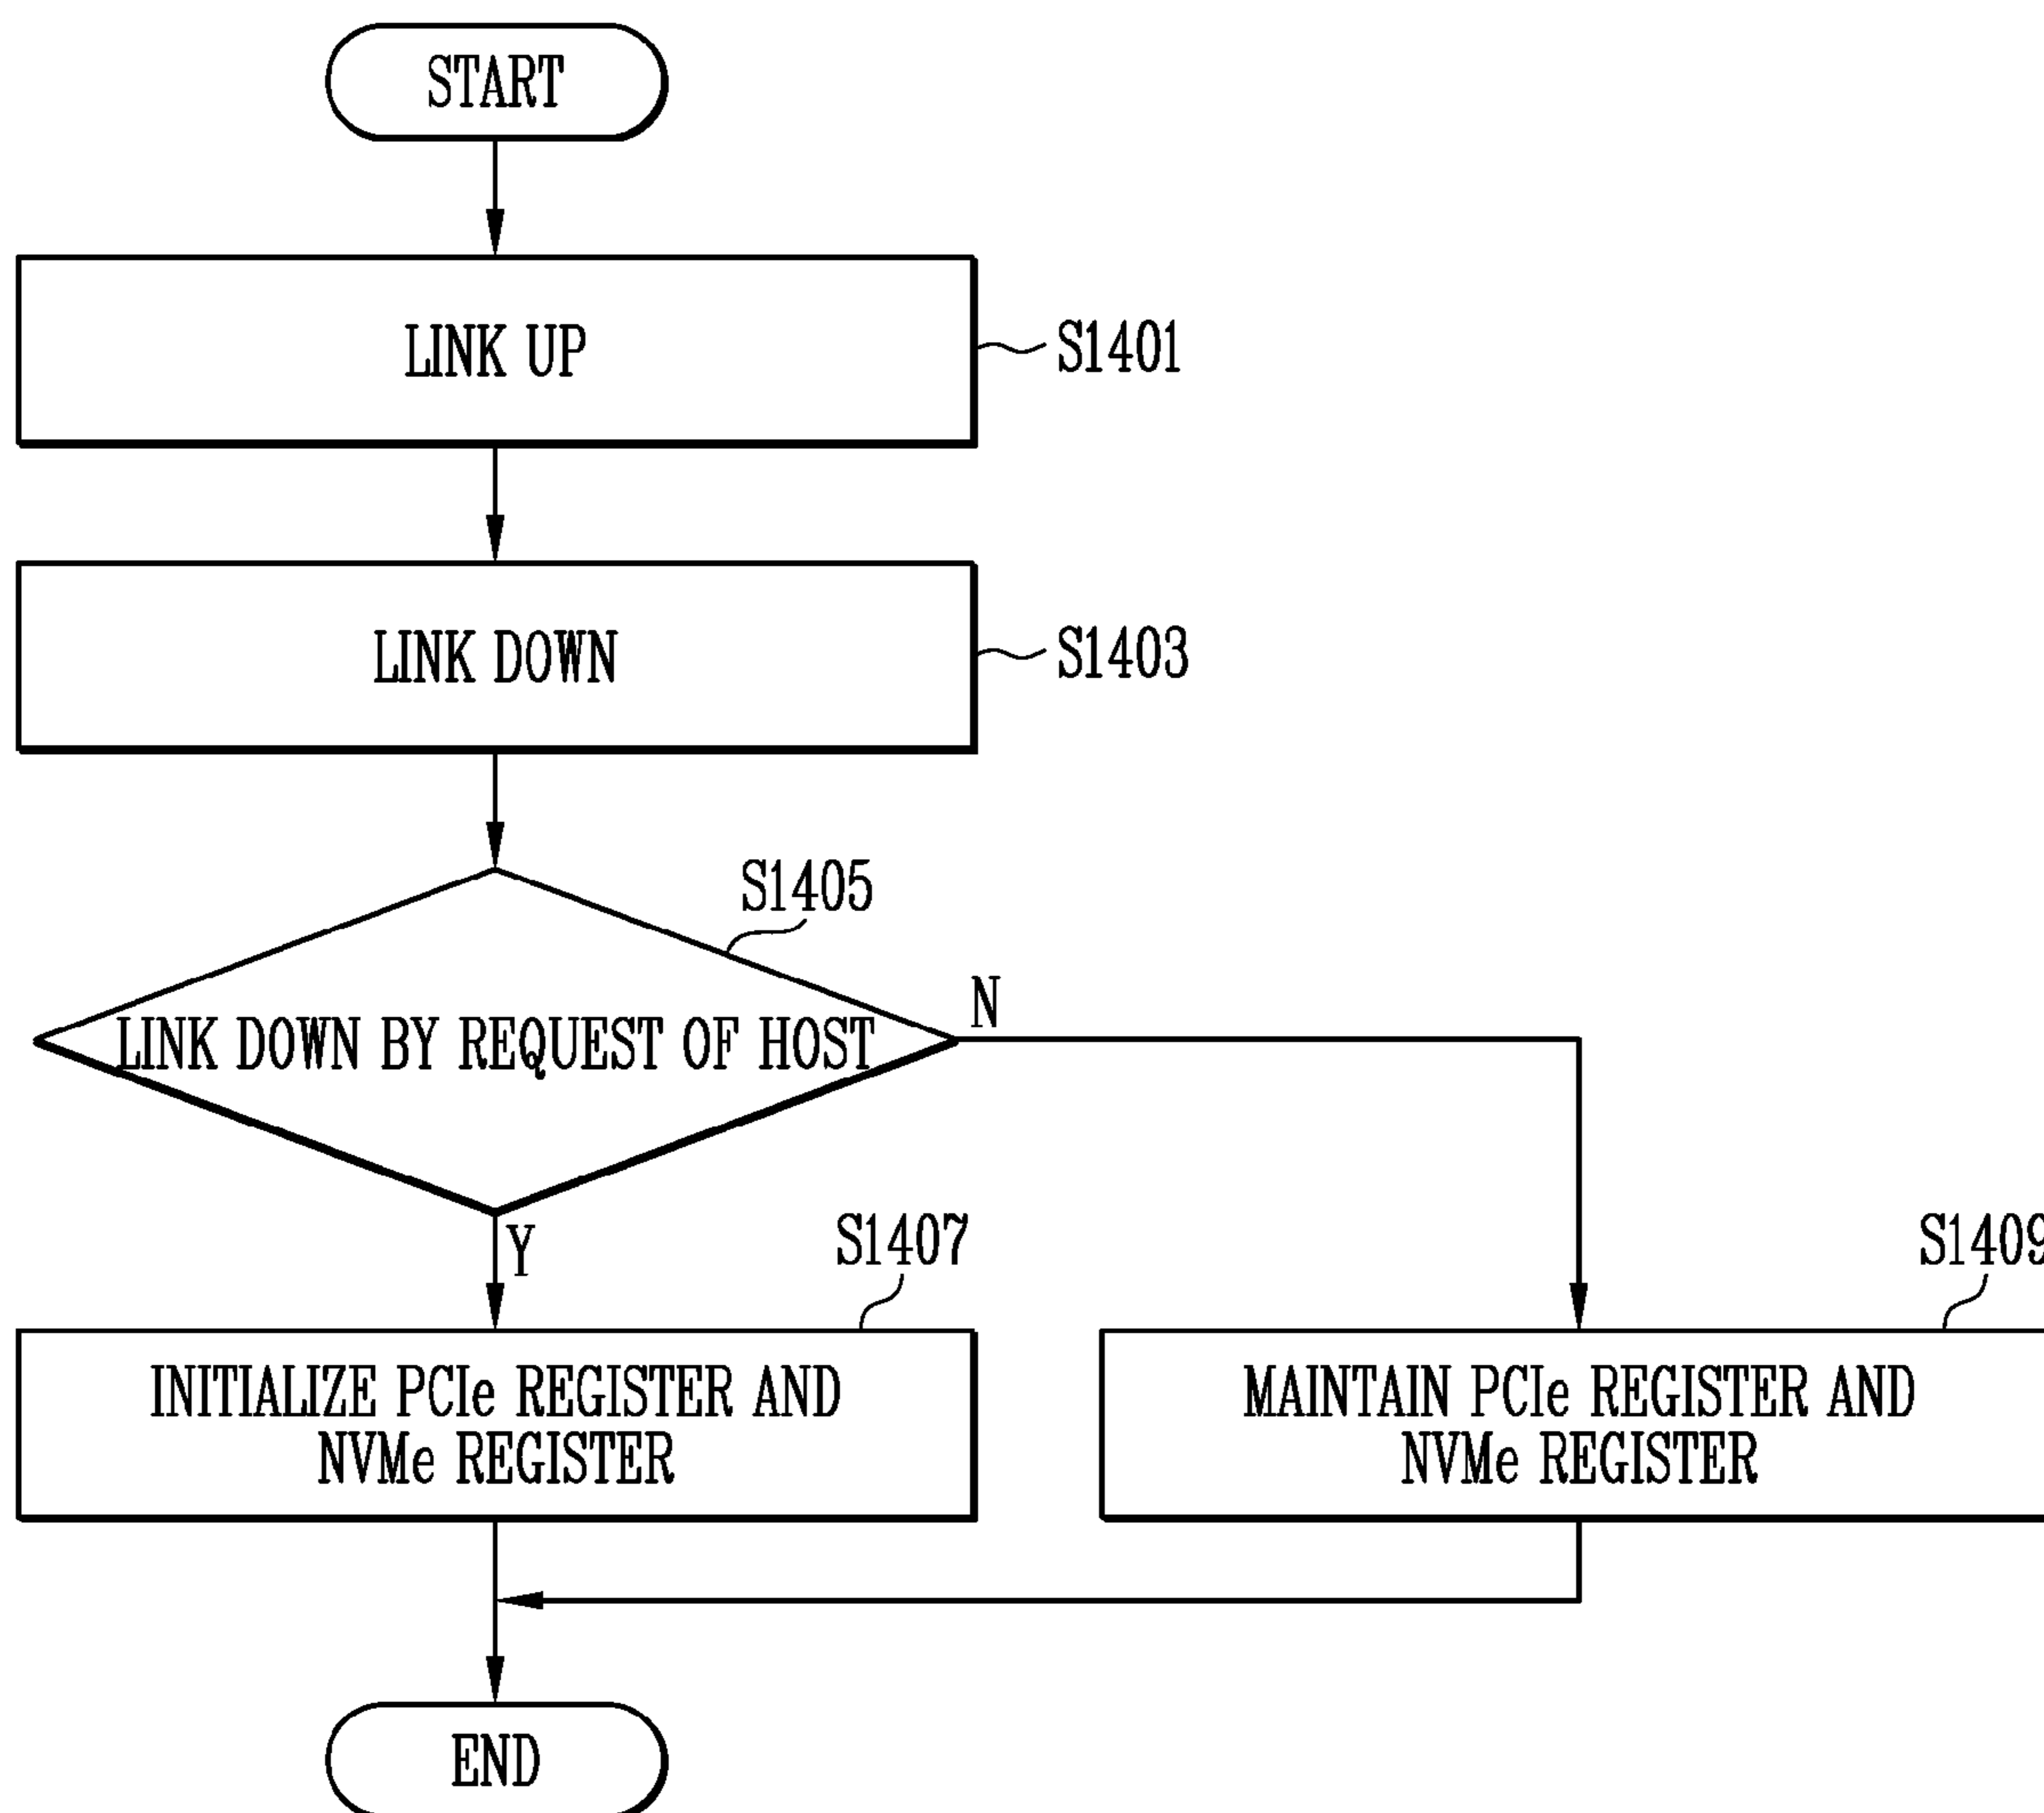 START
LINK UP
S1401
LINK DOWN
S1403
S1405
LINK DOWN BY REQUEST OF HOST
N
Y
S1407
S1409
INITIALIZE PCIe REGISTER AND
NVMe REGISTER
MAINTAIN PCIe REGISTER AND
NVMe REGISTER
END